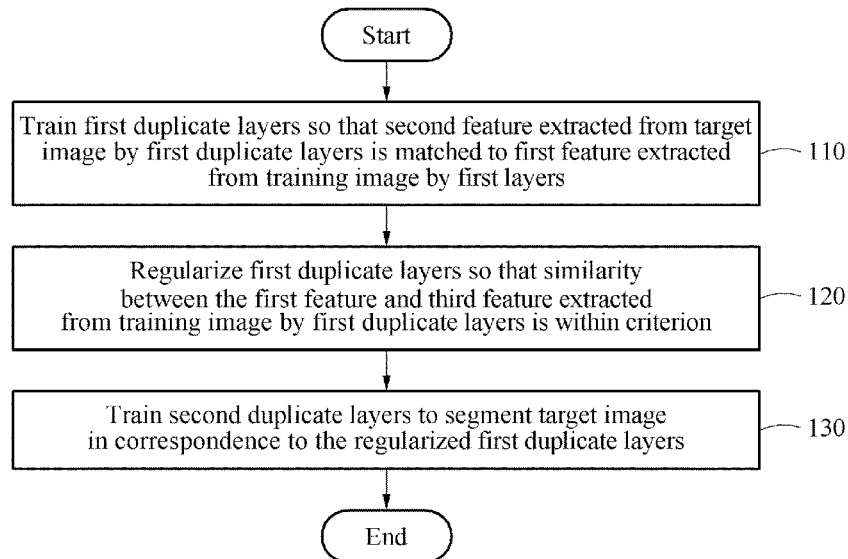 Start
Train first duplicate layers so that second feature extracted from target
image by first duplicate layers is matched to first feature extracted
from training image by first layers
110
Regularize first duplicate layers so that similarity
between the first feature and third feature extracted
from training image by first duplicate layers is within criterion
120
Train second duplicate layers to segment target image
in correspondence to the regularized first duplicate layers
130
End